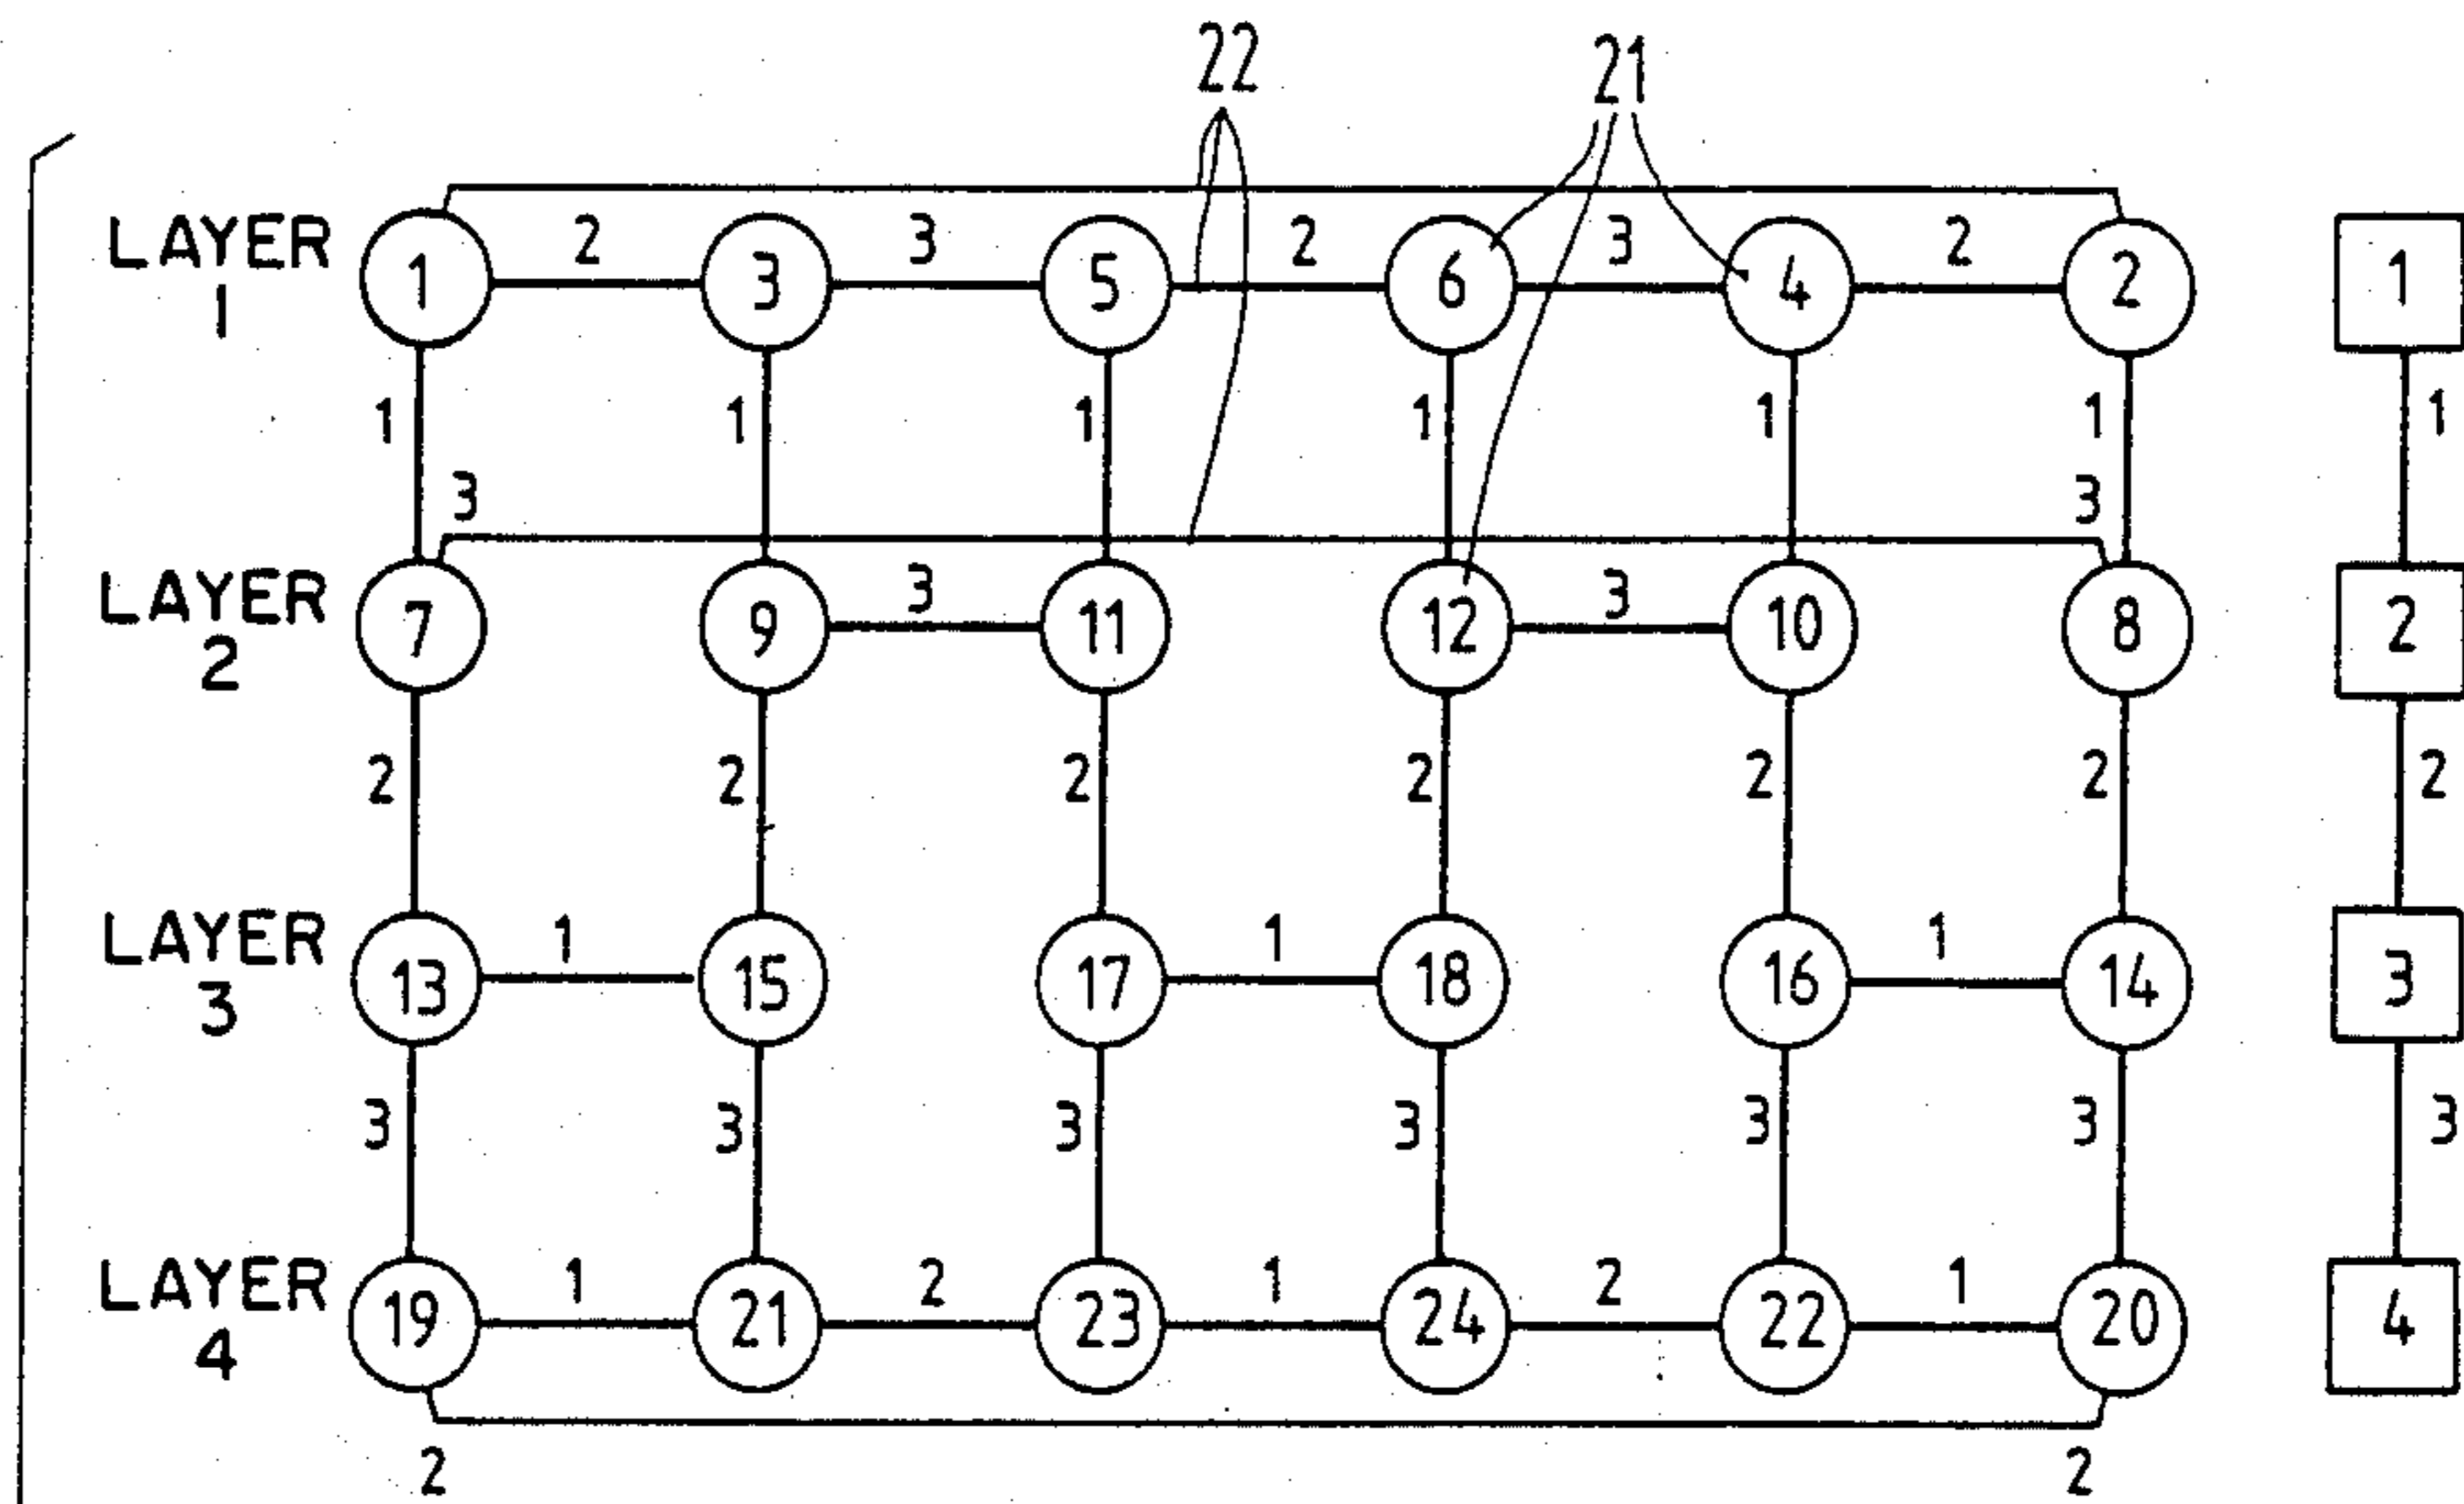 22 21
LAYER 1 2 3 3 5 2 6 3 4 2 2 1
1
1 1 1 1 1 1 1
3 3
LAYER 7 9 3 11 12 3 10 8 2
2
2 2 2 2 2 2 2
LAYER 13 1 15 17 1 18 16 1 14 3
3
3 3 3 3 3 3 3
LAYER 19 1 21 2 23 1 24 2 22 1 20 4
4
2 2